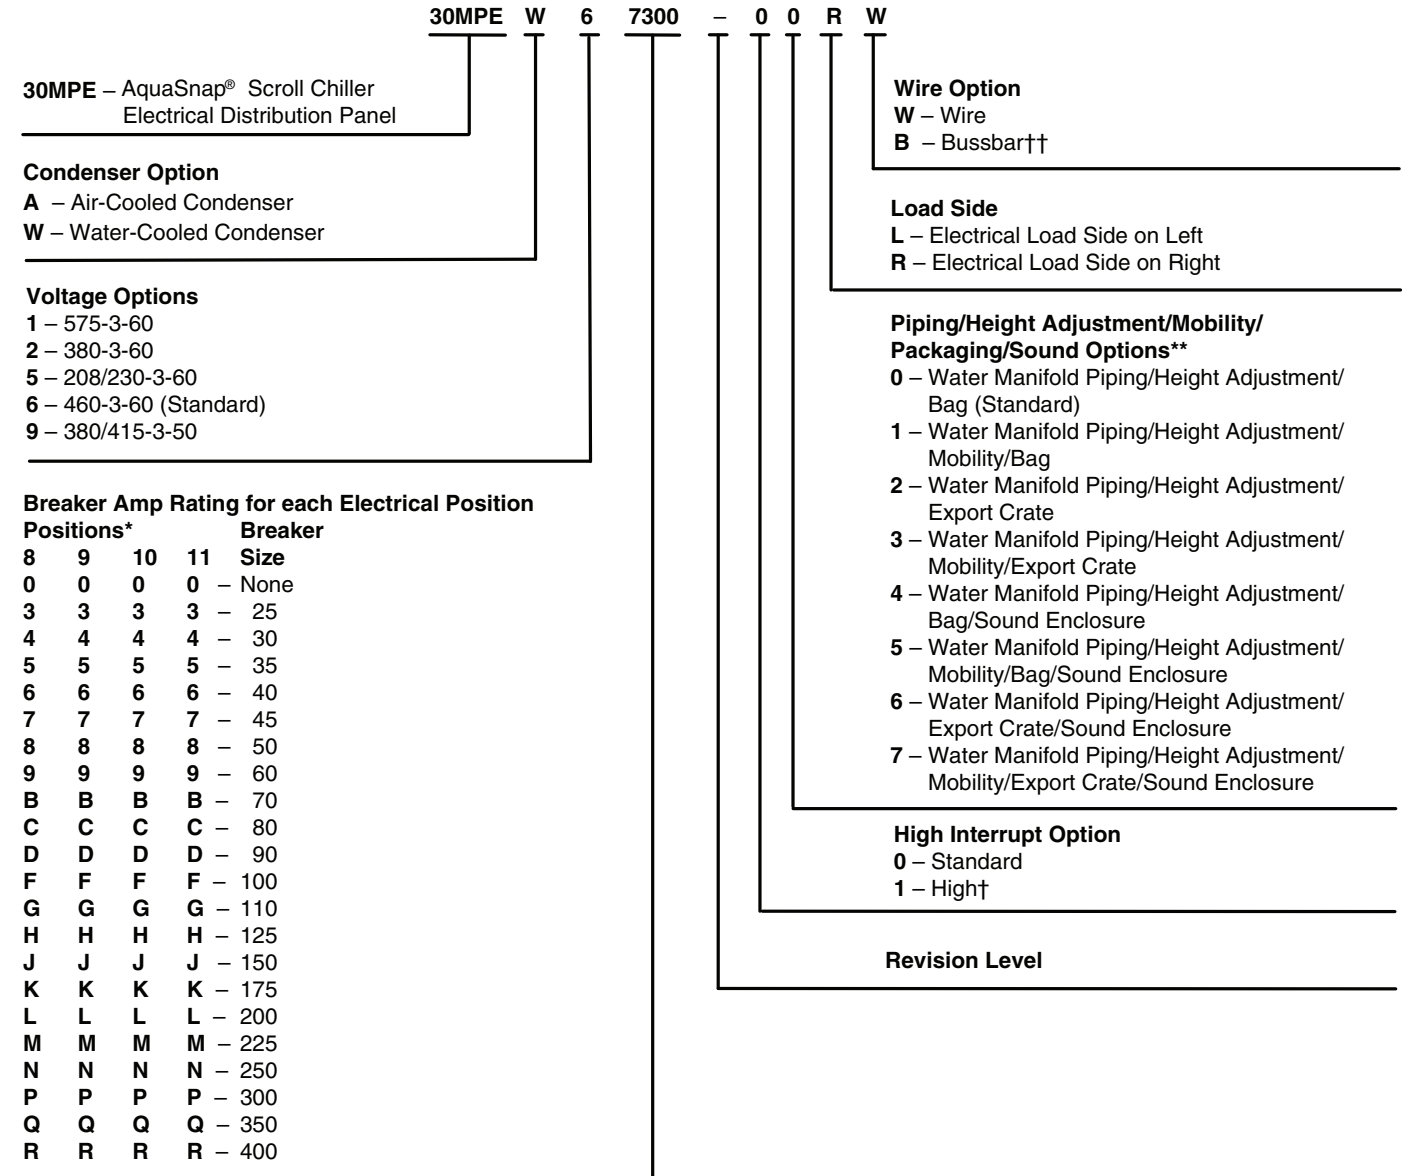 30MPE W 6 7300 – 0 0 R W
30MPE – AquaSnap® Scroll Chiller
Electrical Distribution Panel
Condenser Option
A – Air-Cooled Condenser
W – Water-Cooled Condenser
Voltage Options
1 – 575-3-60
2 – 380-3-60
5 – 208/230-3-60
6 – 460-3-60 (Standard)
9 – 380/415-3-50
Breaker Amp Rating for each Electrical Position
Positions* Breaker
8 9 10 11 Size
0 0 0 0 – None
3 3 3 3 – 25
4 4 4 4 – 30
5 5 5 5 – 35
6 6 6 6 – 40
7 7 7 7 – 45
8 8 8 8 – 50
9 9 9 9 – 60
B B B B – 70
C C C C – 80
D D D D – 90
F F F F – 100
G G G G – 110
H H H H – 125
J J J J – 150
K K K K – 175
L L L L – 200
M M M M – 225
N N N N – 250
P P P P – 300
Q Q Q Q – 350
R R R R – 400
Wire Option
W – Wire
B – Bussbar††
Load Side
L – Electrical Load Side on Left
R – Electrical Load Side on Right
Piping/Height Adjustment/Mobility/
Packaging/Sound Options**
0 – Water Manifold Piping/Height Adjustment/
Bag (Standard)
1 – Water Manifold Piping/Height Adjustment/
Mobility/Bag
2 – Water Manifold Piping/Height Adjustment/
Export Crate
3 – Water Manifold Piping/Height Adjustment/
Mobility/Export Crate
4 – Water Manifold Piping/Height Adjustment/
Bag/Sound Enclosure
5 – Water Manifold Piping/Height Adjustment/
Mobility/Bag/Sound Enclosure
6 – Water Manifold Piping/Height Adjustment/
Export Crate/Sound Enclosure
7 – Water Manifold Piping/Height Adjustment/
Mobility/Export Crate/Sound Enclosure
High Interrupt Option
0 – Standard
1 – High†
Revision Level